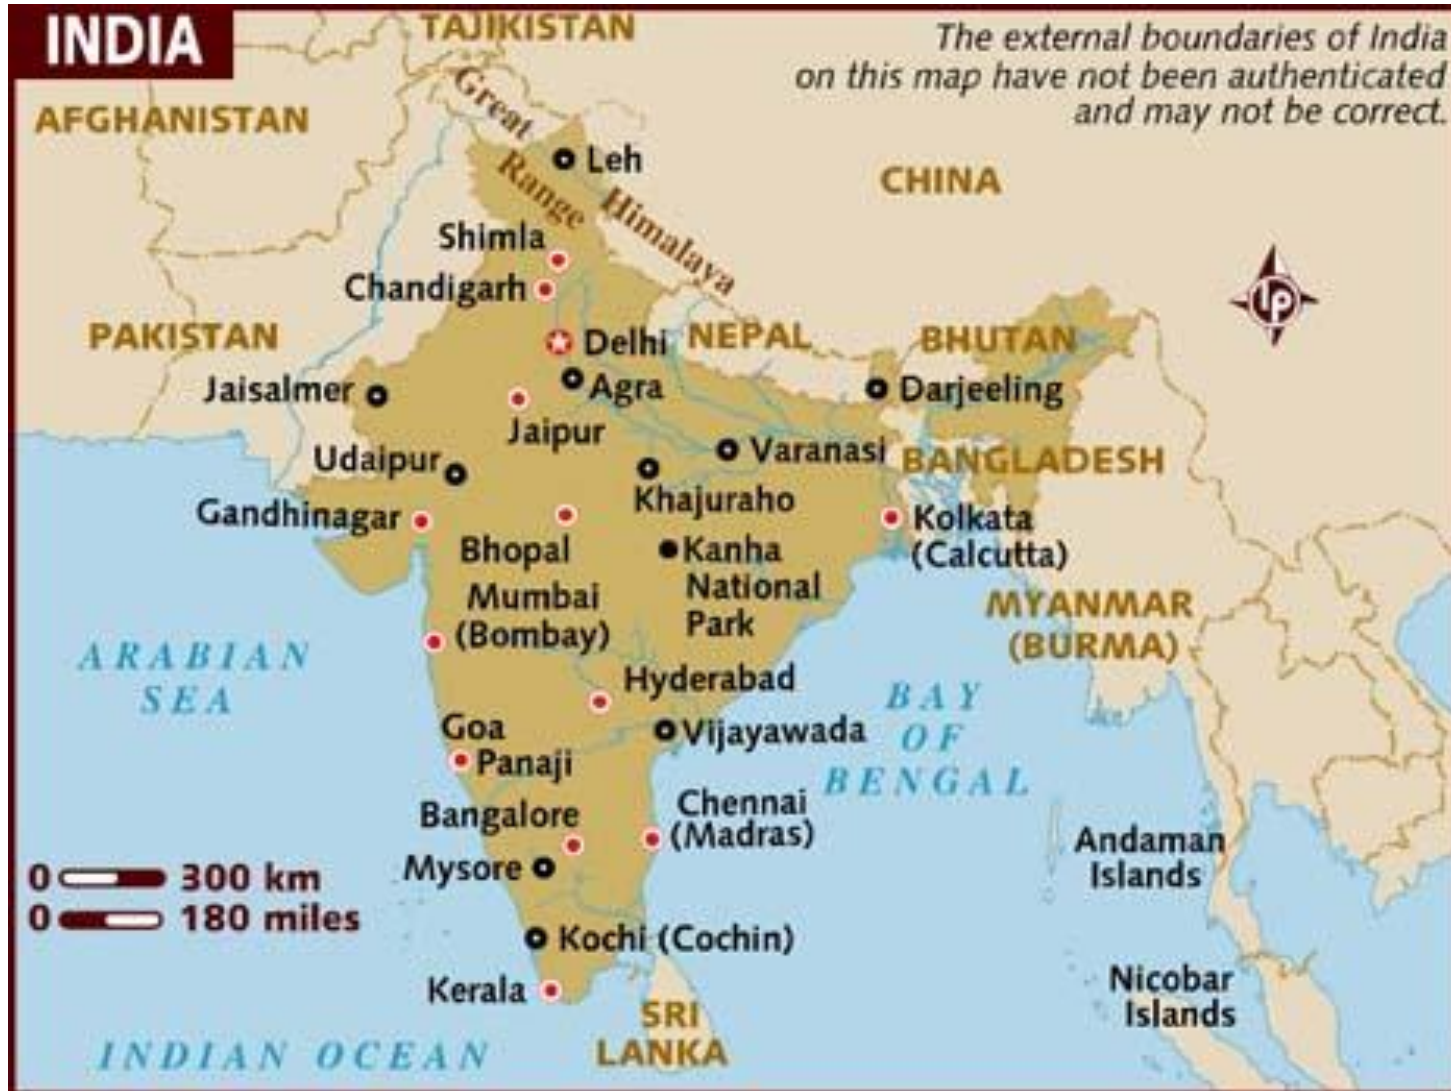 INDIA
TAJIKISTAN
The external boundaries of India
on this map have not been authenticated
and may not be correct.
AFGHANISTAN
Great
Range
Himalaya
Leh
CHINA
Shimla
Chandigarh
lp
PAKISTAN
Delhi
NEPAL
BHUTAN
Jaisalmer
Agra
Darjeeling
Jaipur
Udaipur
Varanasi
BANGLADESH
Khajuraho
Gandhinagar
Kolkata
(Calcutta)
Bhopal
Kanha
National
Park
Mumbai
(Bombay)
MYANMAR
(BURMA)
ARABIAN
SEA
Hyderabad
BAY
OF
BENGAL
Goa
Panaji
Vijayawada
Bangalore
Chennai
(Madras)
Andaman
Islands
Mysore
0 300 km
0 180 miles
Kochi (Cochin)
Kerala
Nicobar
Islands
SRI
LANKA
INDIAN OCEAN